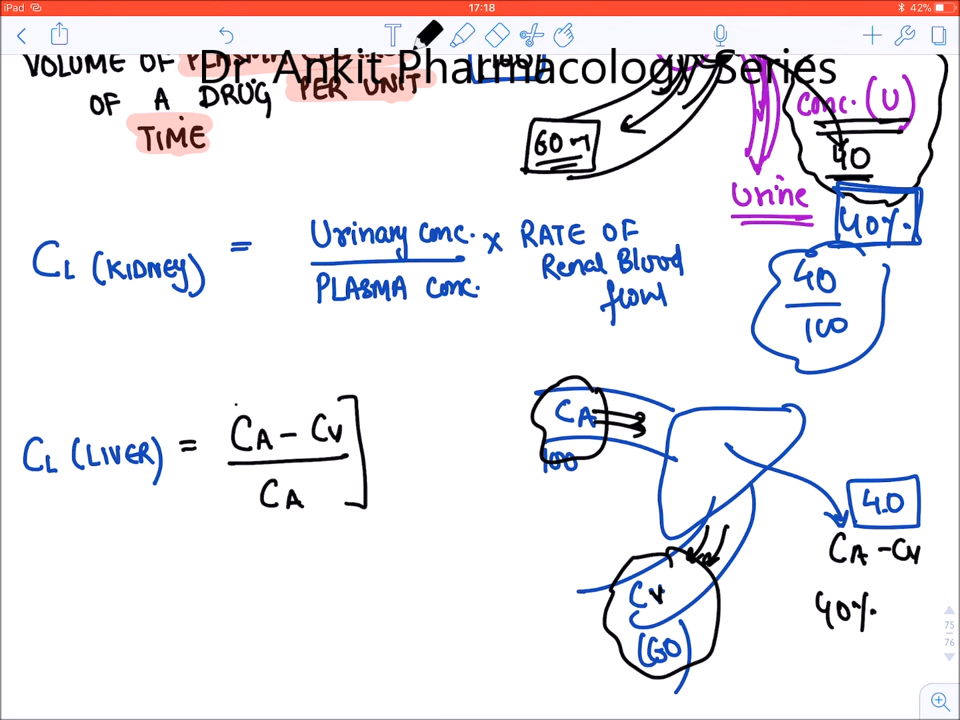 iPad
17:18
42%
Dr. Ankit Pharmacology Series
VOLUME OF
OF A DRUG PER UNIT
TIME
100
60 ml
conc. (U)
40
Urine
40%
40
100
CL (KIDNEY) = Urinary conc. x RATE OF
PLASMA conc. Renal Blood
flow
CL (LIVER) = CA - CV
CA
CA
100
4.0
CA - CV
40%
CV
(60)
75
76